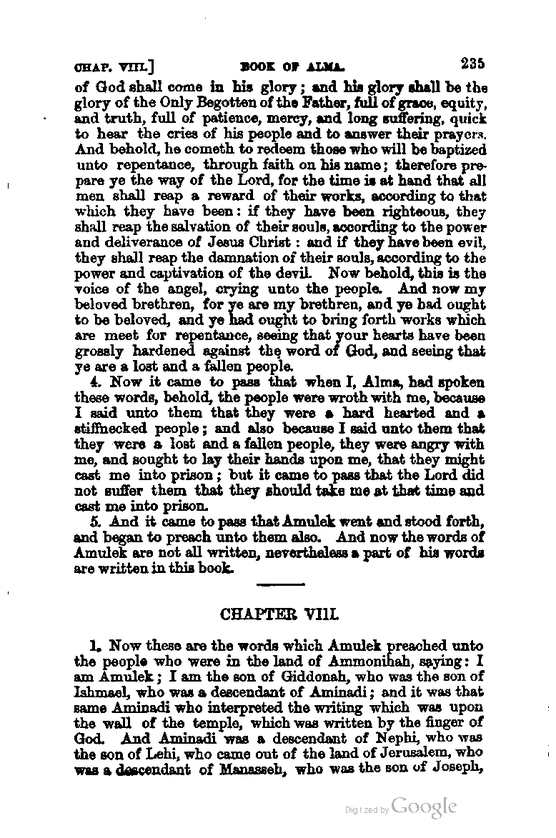 CHAP. VIII.] BOOK OF ALMA. 235
of God shall come in his glory; and his glory shall be the
glory of the Only Begotten of the Father, full of grace, equity,
and truth, full of patience, mercy, and long suffering, quick
to hear the cries of his people and to answer their prayers.
And behold, he cometh to redeem those who will be baptized
unto repentance, through faith on his name; therefore pre-
pare ye the way of the Lord, for the time is at hand that all
men shall reap a reward of their works, according to that
which they have been: if they have been righteous, they
shall reap the salvation of their souls, according to the power
and deliverance of Jesus Christ: and if they have been evil,
they shall reap the damnation of their souls, according to the
power and captivation of the devil. Now behold, this is the
voice of the angel, crying unto the people. And now my
beloved brethren, for ye are my brethren, and ye had ought
to be beloved, and ye had ought to bring forth works which
are meet for repentance, seeing that your hearts have been
grossly hardened against the word of God, and seeing that
ye are a lost and a fallen people.
4. Now it came to pass that when I, Alma, had spoken
these words, behold, the people were wroth with me, because
I said unto them that they were a hard hearted and a
stiffnecked people; and also because I said unto them that
they were a lost and a fallen people, they were angry with
me, and sought to lay their hands upon me, that they might
cast me into prison; but it came to pass that the Lord did
not suffer them that they should take me at that time and
cast me into prison.
5. And it came to pass that Amulek went and stood forth,
and began to preach unto them also. And now the words of
Amulek are not all written, nevertheless a part of his words
are written in this book.
CHAPTER VIII.
1. Now these are the words which Amulek preached unto
the people who were in the land of Ammonihah, saying: I
am Amulek; I am the son of Giddonah, who was the son of
Ishmael, who was a descendant of Aminadi; and it was that
same Aminadi who interpreted the writing which was upon
the wall of the temple, which was written by the finger of
God. And Aminadi was a descendant of Nephi, who was
the son of Lehi, who came out of the land of Jerusalem, who
was a descendant of Manasseh, who was the son of Joseph,
Digitized by Google